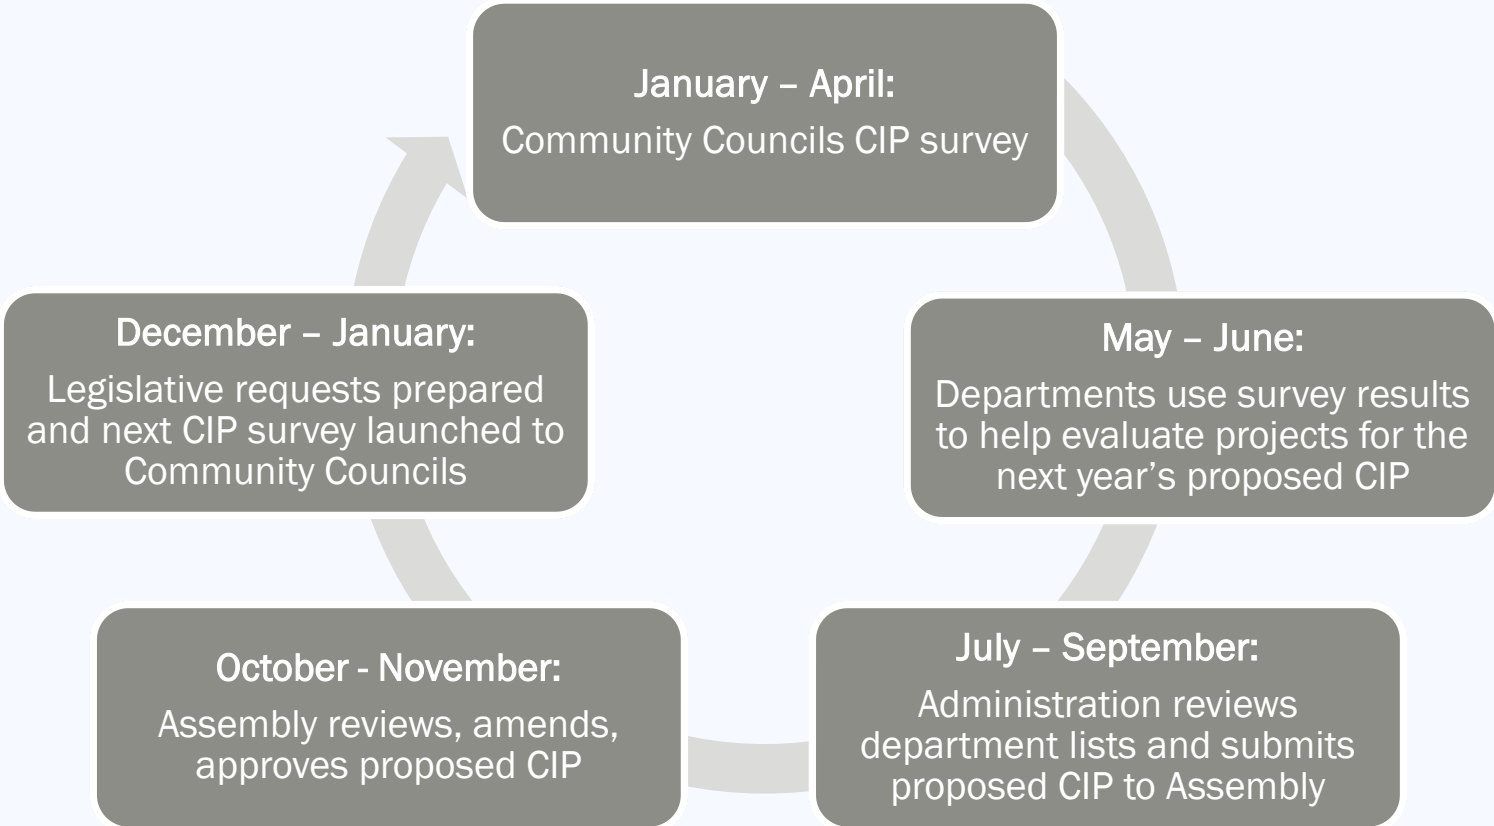 January – April:
Community Councils CIP survey
May – June:
Departments use survey results
to help evaluate projects for the
next year’s proposed CIP
July – September:
Administration reviews
department lists and submits
proposed CIP to Assembly
October - November:
Assembly reviews, amends,
approves proposed CIP
December – January:
Legislative requests prepared
and next CIP survey launched to
Community Councils